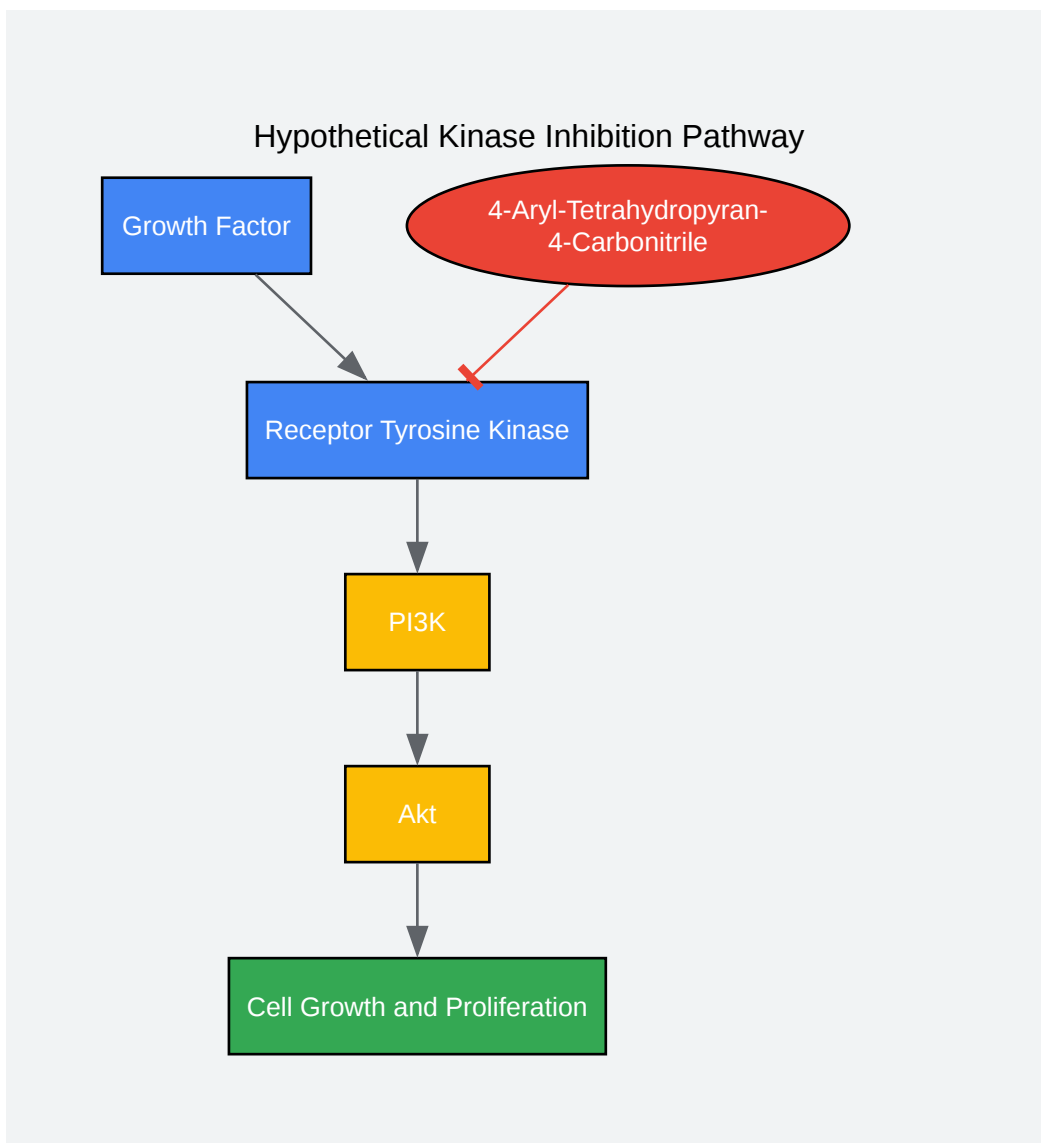 Hypothetical Kinase Inhibition Pathway
Growth Factor
4-Aryl-Tetrahydropyran-
4-Carbonitrile
Receptor Tyrosine Kinase
PI3K
Akt
Cell Growth and Proliferation